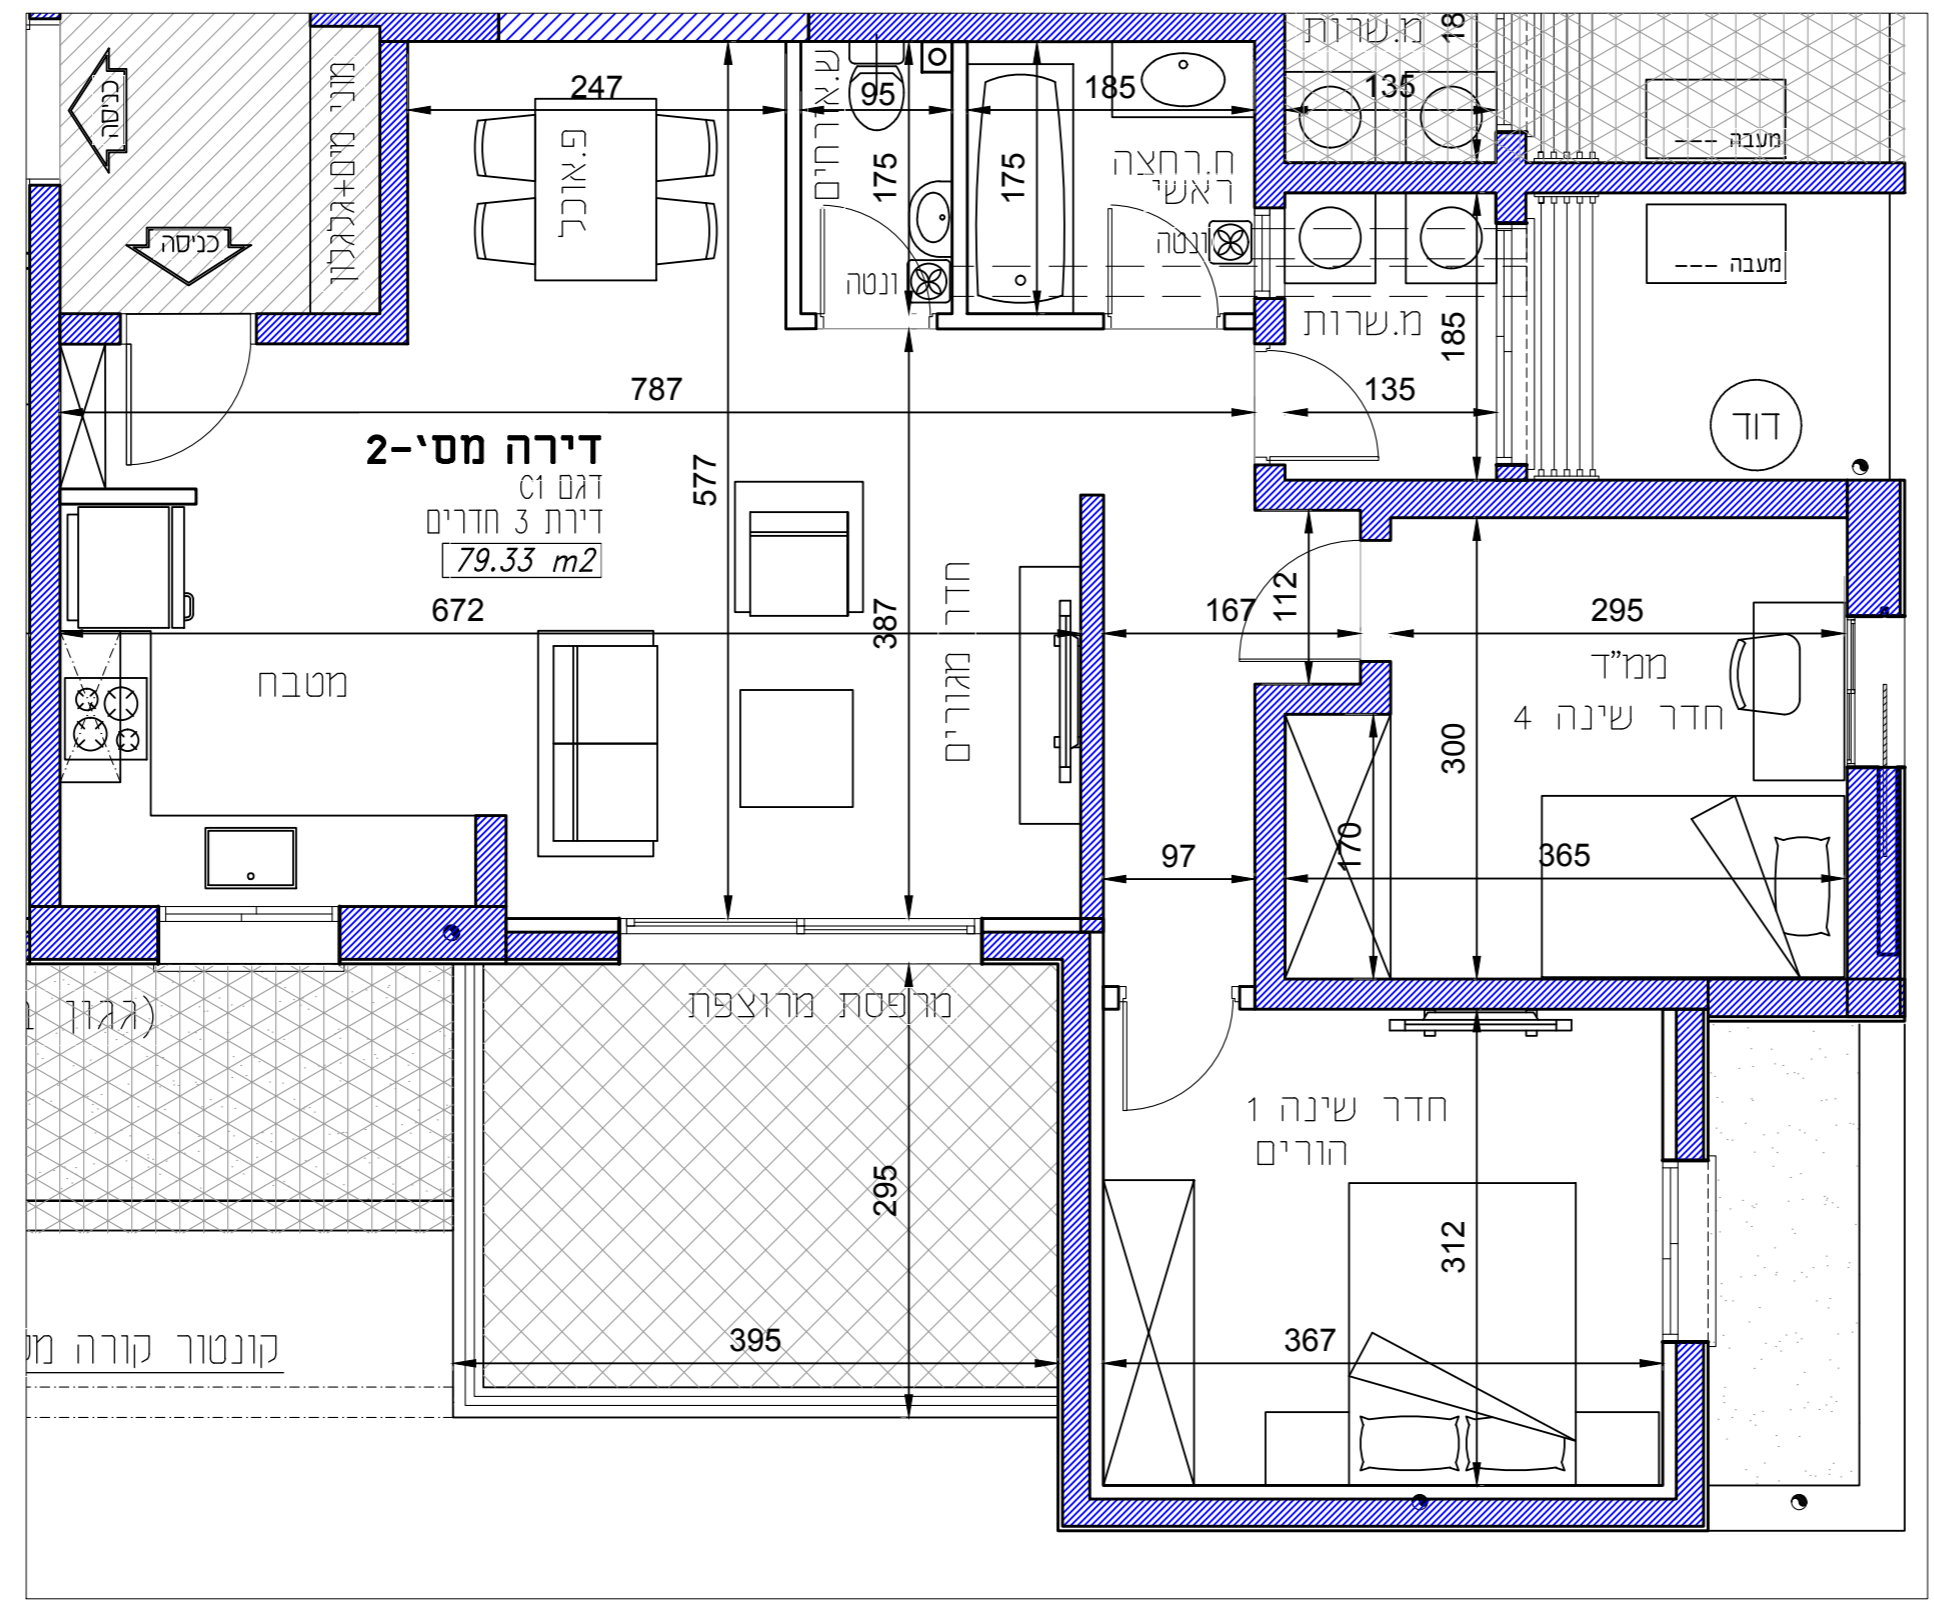 כניסה
כניסה
מוני מים+גלגלון
247
פ.אוכל
ש.אורחים
95
175
ונטה
185
175
ח.רחצה
ראשי
ונטה
מ.שרות
18
135
מעבה ---
מעבה ---
מ.שרות
185
135
דוד
787
דירה מס'-2
דגם C1
דירת 3 חדרים
79.33 m2
577
387
672
מטבח
חדר מגורים
167
112
295
ממ"ד
חדר שינה 4
300
170
365
97
(גגון
מרפסת מרוצפת
295
395
קונטור קורה
חדר שינה 1
הורים
312
367